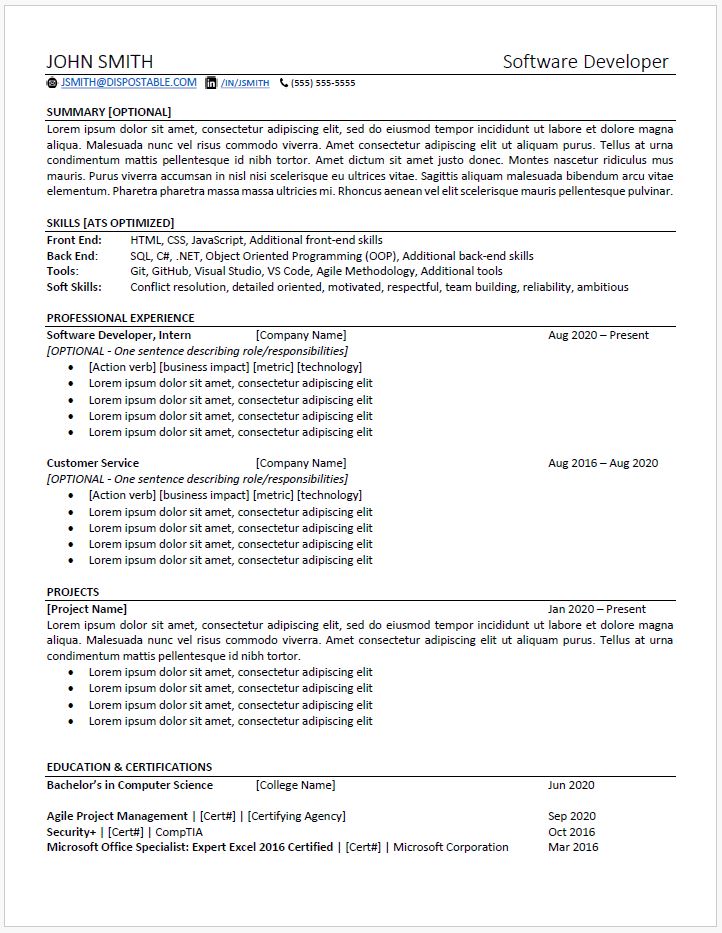 JOHN SMITH Software Developer
JSMITH@DISPOSTABLE.COM /IN/JSMITH (555) 555-5555
SUMMARY [OPTIONAL]
Lorem ipsum dolor sit amet, consectetur adipiscing elit, sed do eiusmod tempor incididunt ut labore et dolore magna
aliqua. Malesuada nunc vel risus commodo viverra. Amet consectetur adipiscing elit ut aliquam purus. Tellus at urna
condimentum mattis pellentesque id nibh tortor. Amet dictum sit amet justo donec. Montes nascetur ridiculus mus
mauris. Purus viverra accumsan in nisl nisi scelerisque eu ultrices vitae. Sagittis aliquam malesuada bibendum arcu vitae
elementum. Pharetra pharetra massa massa ultricies mi. Rhoncus aenean vel elit scelerisque mauris pellentesque pulvinar.
SKILLS [ATS OPTIMIZED]
Front End: HTML, CSS, JavaScript, Additional front-end skills
Back End: SQL, C#, .NET, Object Oriented Programming (OOP), Additional back-end skills
Tools: Git, GitHub, Visual Studio, VS Code, Agile Methodology, Additional tools
Soft Skills: Conflict resolution, detailed oriented, motivated, respectful, team building, reliability, ambitious
PROFESSIONAL EXPERIENCE
Software Developer, Intern [Company Name] Aug 2020 – Present
[OPTIONAL - One sentence describing role/responsibilities]
• [Action verb] [business impact] [metric] [technology]
• Lorem ipsum dolor sit amet, consectetur adipiscing elit
• Lorem ipsum dolor sit amet, consectetur adipiscing elit
• Lorem ipsum dolor sit amet, consectetur adipiscing elit
• Lorem ipsum dolor sit amet, consectetur adipiscing elit
Customer Service [Company Name] Aug 2016 – Aug 2020
[OPTIONAL - One sentence describing role/responsibilities]
• [Action verb] [business impact] [metric] [technology]
• Lorem ipsum dolor sit amet, consectetur adipiscing elit
• Lorem ipsum dolor sit amet, consectetur adipiscing elit
• Lorem ipsum dolor sit amet, consectetur adipiscing elit
• Lorem ipsum dolor sit amet, consectetur adipiscing elit
PROJECTS
[Project Name] Jan 2020 – Present
Lorem ipsum dolor sit amet, consectetur adipiscing elit, sed do eiusmod tempor incididunt ut labore et dolore magna
aliqua. Malesuada nunc vel risus commodo viverra. Amet consectetur adipiscing elit ut aliquam purus. Tellus at urna
condimentum mattis pellentesque id nibh tortor.
• Lorem ipsum dolor sit amet, consectetur adipiscing elit
• Lorem ipsum dolor sit amet, consectetur adipiscing elit
• Lorem ipsum dolor sit amet, consectetur adipiscing elit
• Lorem ipsum dolor sit amet, consectetur adipiscing elit
EDUCATION & CERTIFICATIONS
Bachelor’s in Computer Science [College Name] Jun 2020
Agile Project Management | [Cert#] | [Certifying Agency] Sep 2020
Security+ | [Cert#] | CompTIA Oct 2016
Microsoft Office Specialist: Expert Excel 2016 Certified | [Cert#] | Microsoft Corporation Mar 2016